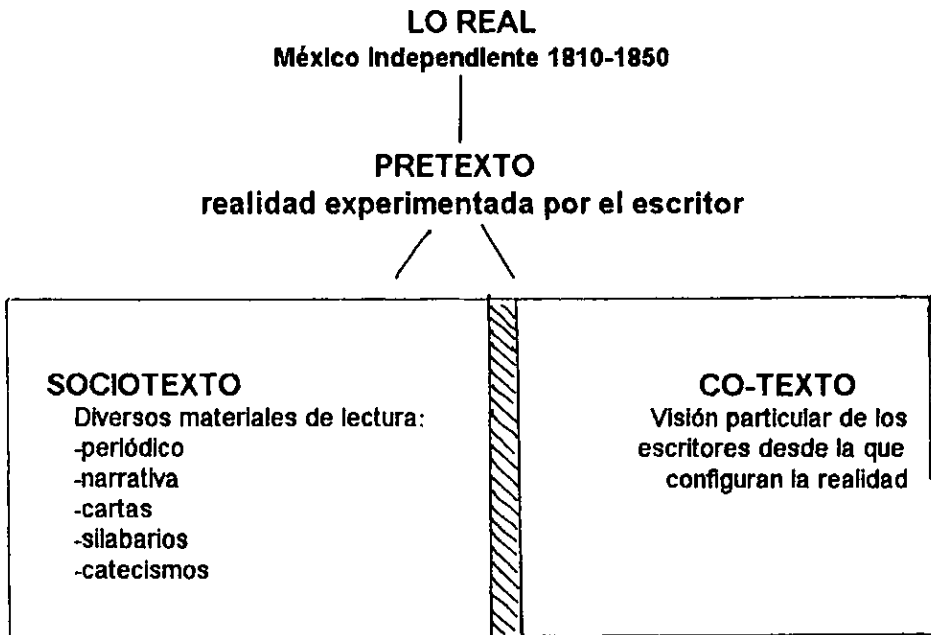 LO REAL
México Independiente 1810-1850
PRETEXTO
realidad experimentada por el escritor
SOCIOTEXTO
Diversos materiales de lectura:
-periódico
-narrativa
-cartas
-silabarios
-catecismos
CO-TEXTO
Visión particular de los
escritores desde la que
configuran la realidad